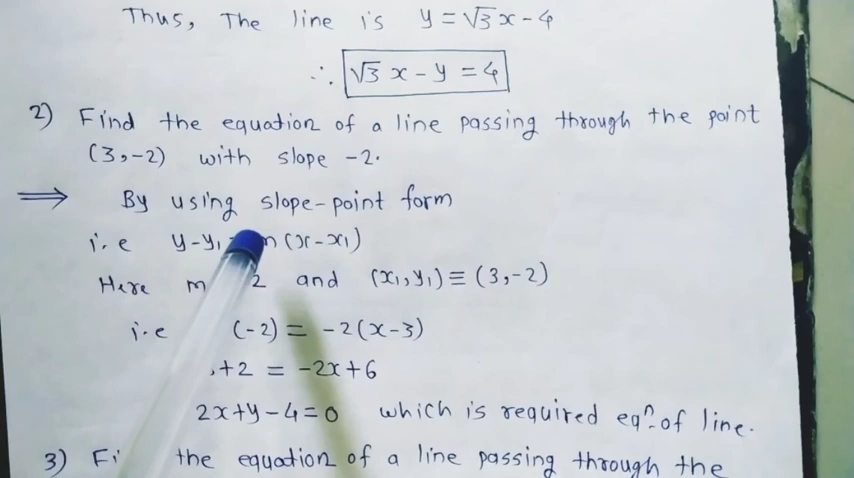 Thus, The line is y = √3x - 4
∴ √3 x - y = 4
2) Find the equation of a line passing through the point
(3,-2) with slope -2.
⟹ By using slope-point form
i.e y-y₁ (x-x₁)
Here m 2 and (x₁,y₁) ≡ (3,-2)
i.e (-2) = -2(x-3)
+2 = -2x+6
2x+y-4=0 which is required eqⁿ. of line.
3) the equation of a line passing through the